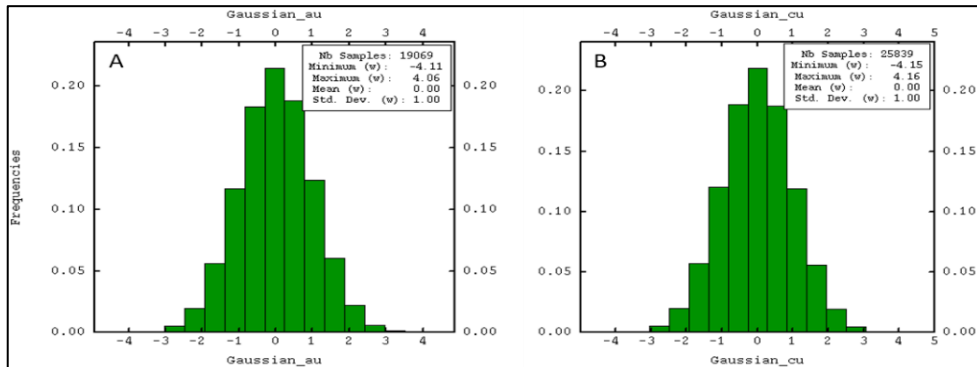 Gaussian_au
-4 -3 -2 -1 0 1 2 3 4
A
Nb Samples: 19069
Minimum (w): -4.11
Maximum (w): 4.06
Mean (w): 0.00
Std. Dev. (w): 1.00
0.20 0.20
0.15 0.15
0.10 0.10
0.05 0.05
0.00 0.00
Frequencies
-4 -3 -2 -1 0 1 2 3 4
Gaussian_au
Gaussian_cu
-4 -3 -2 -1 0 1 2 3 4 5
B
Nb Samples: 25839
Minimum (w): -4.15
Maximum (w): 4.16
Mean (w): 0.00
Std. Dev. (w): 1.00
0.20 0.20
0.15 0.15
0.10 0.10
0.05 0.05
0.00 0.00
-4 -3 -2 -1 0 1 2 3 4 5
Gaussian_cu